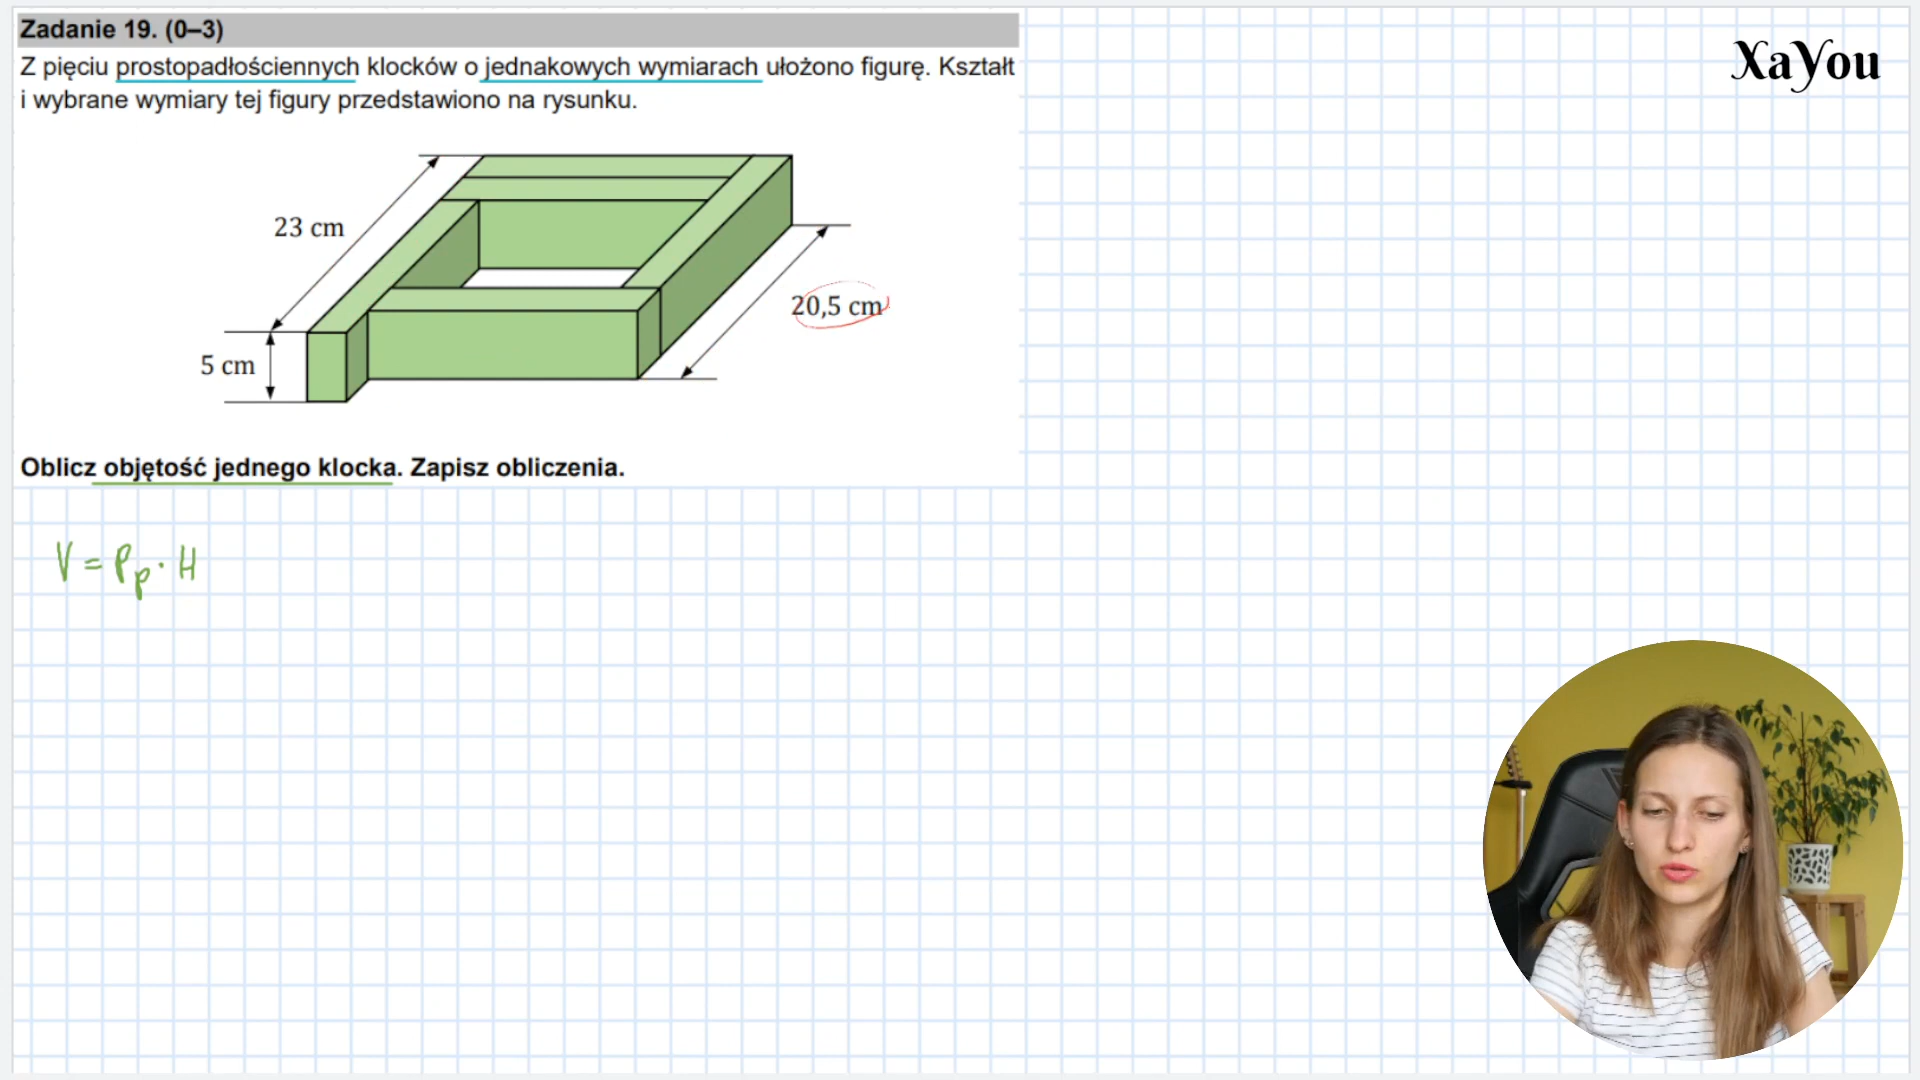 Zadanie 19. (0–3)
XaYou
Z pięciu prostopadłościennych klocków o jednakowych wymiarach ułożono figurę. Kształt
i wybrane wymiary tej figury przedstawiono na rysunku.
23 cm
20,5 cm
5 cm
Oblicz objętość jednego klocka. Zapisz obliczenia.
V = Pp · H